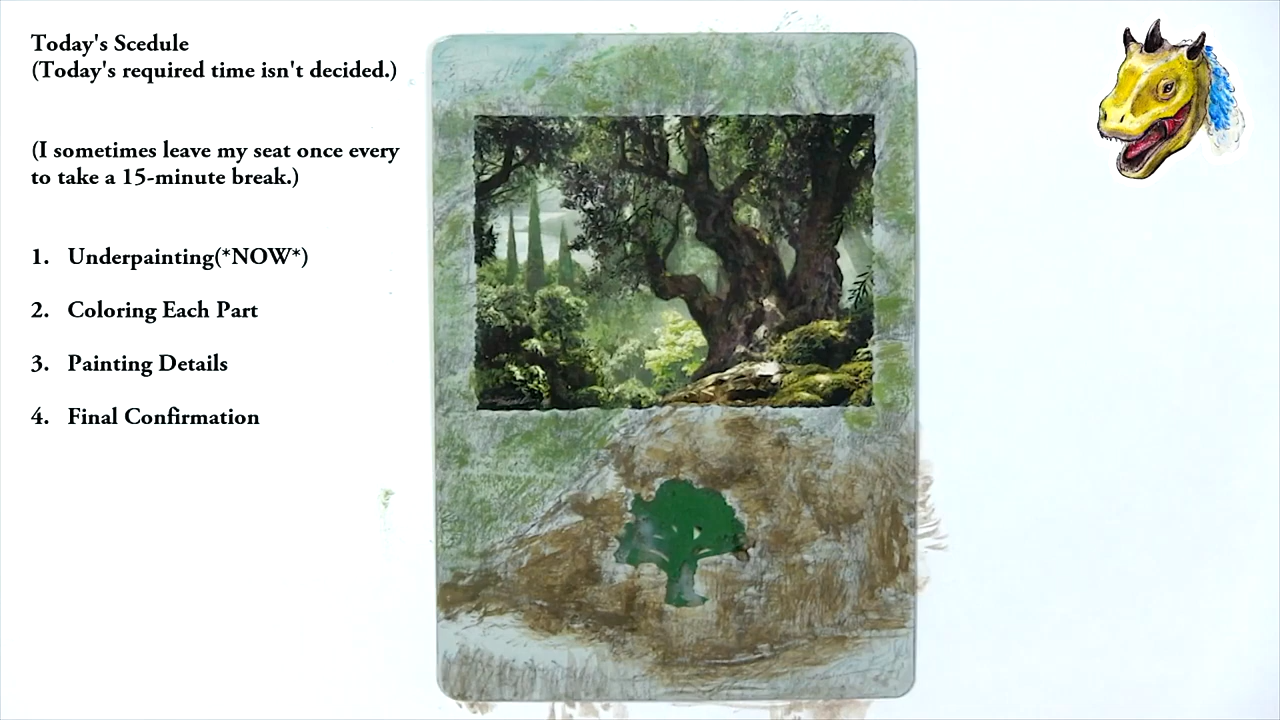 Today's Scedule
(Today's required time isn't decided.)
(I sometimes leave my seat once every
to take a 15-minute break.)
1. Underpainting(*NOW*)
2. Coloring Each Part
3. Painting Details
4. Final Confirmation